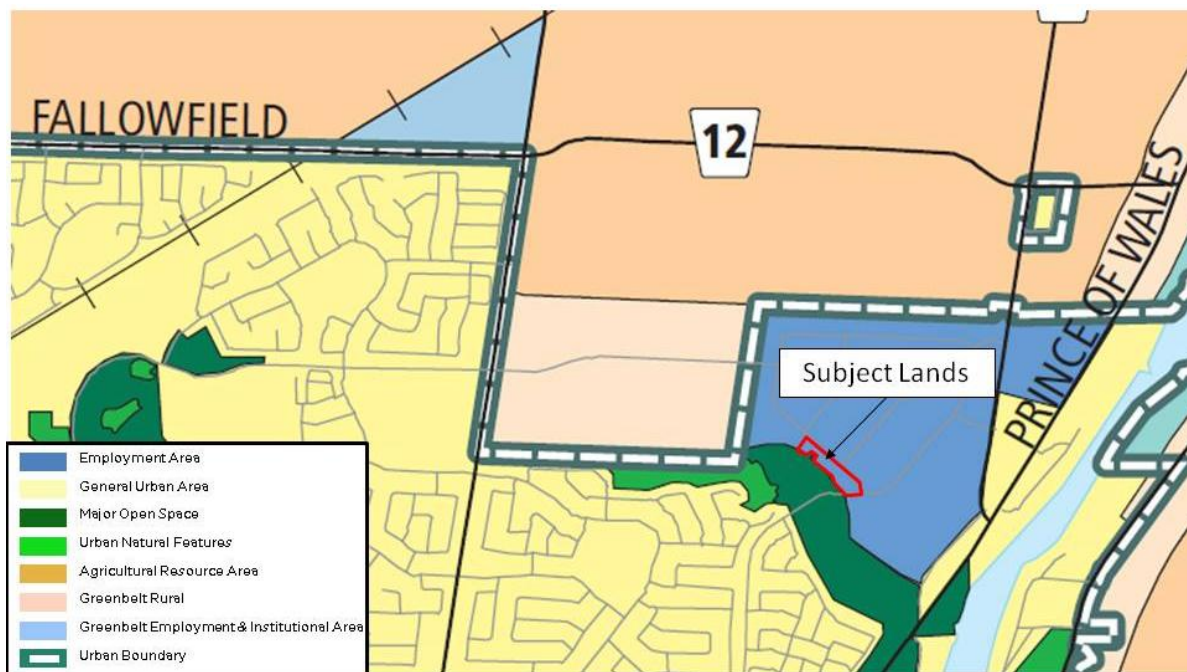 FALLOWFIELD
12
PRINCE OF WALES
Subject Lands
Employment Area
General Urban Area
Major Open Space
Urban Natural Features
Agricultural Resource Area
Greenbelt Rural
Greenbelt Employment & Institutional Area
Urban Boundary